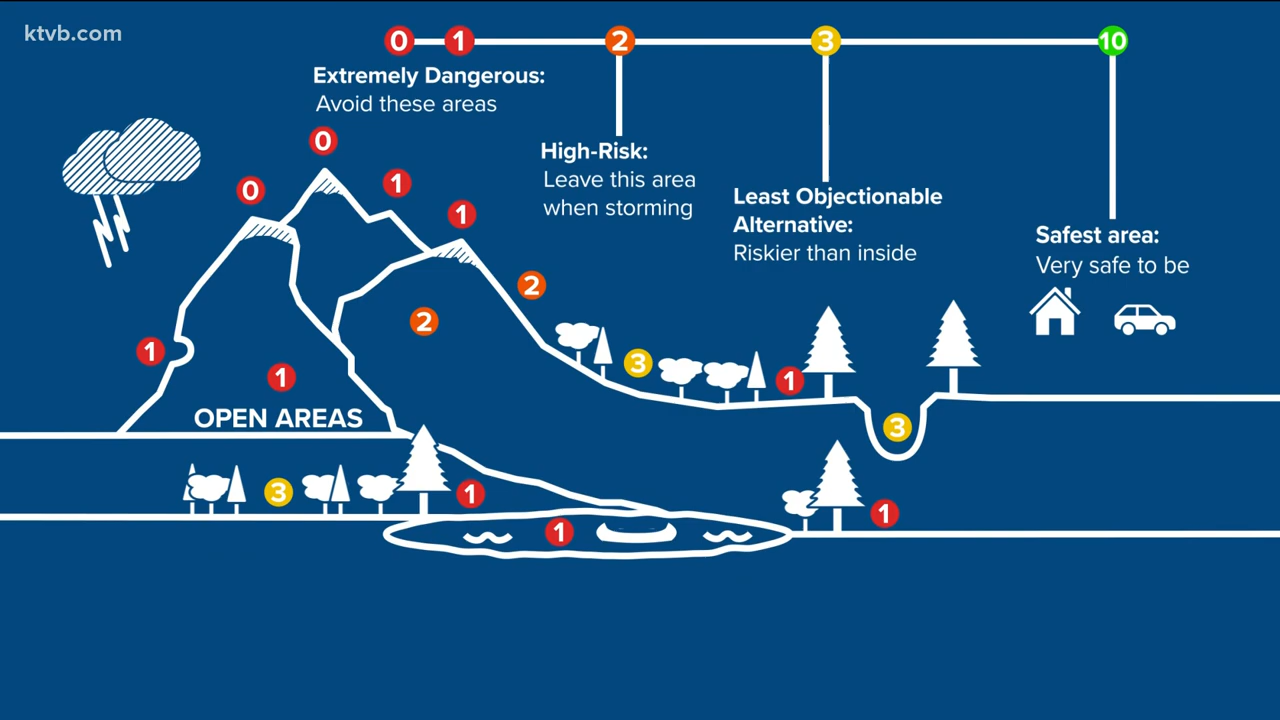 ktvb.com
0 1 2 3 10
Extremely Dangerous:
Avoid these areas
High-Risk:
Leave this area
when storming
Least Objectionable
Alternative:
Riskier than inside
Safest area:
Very safe to be
0
0
1
1
2
2
1
3
1
1
OPEN AREAS
3
3
1
1
1